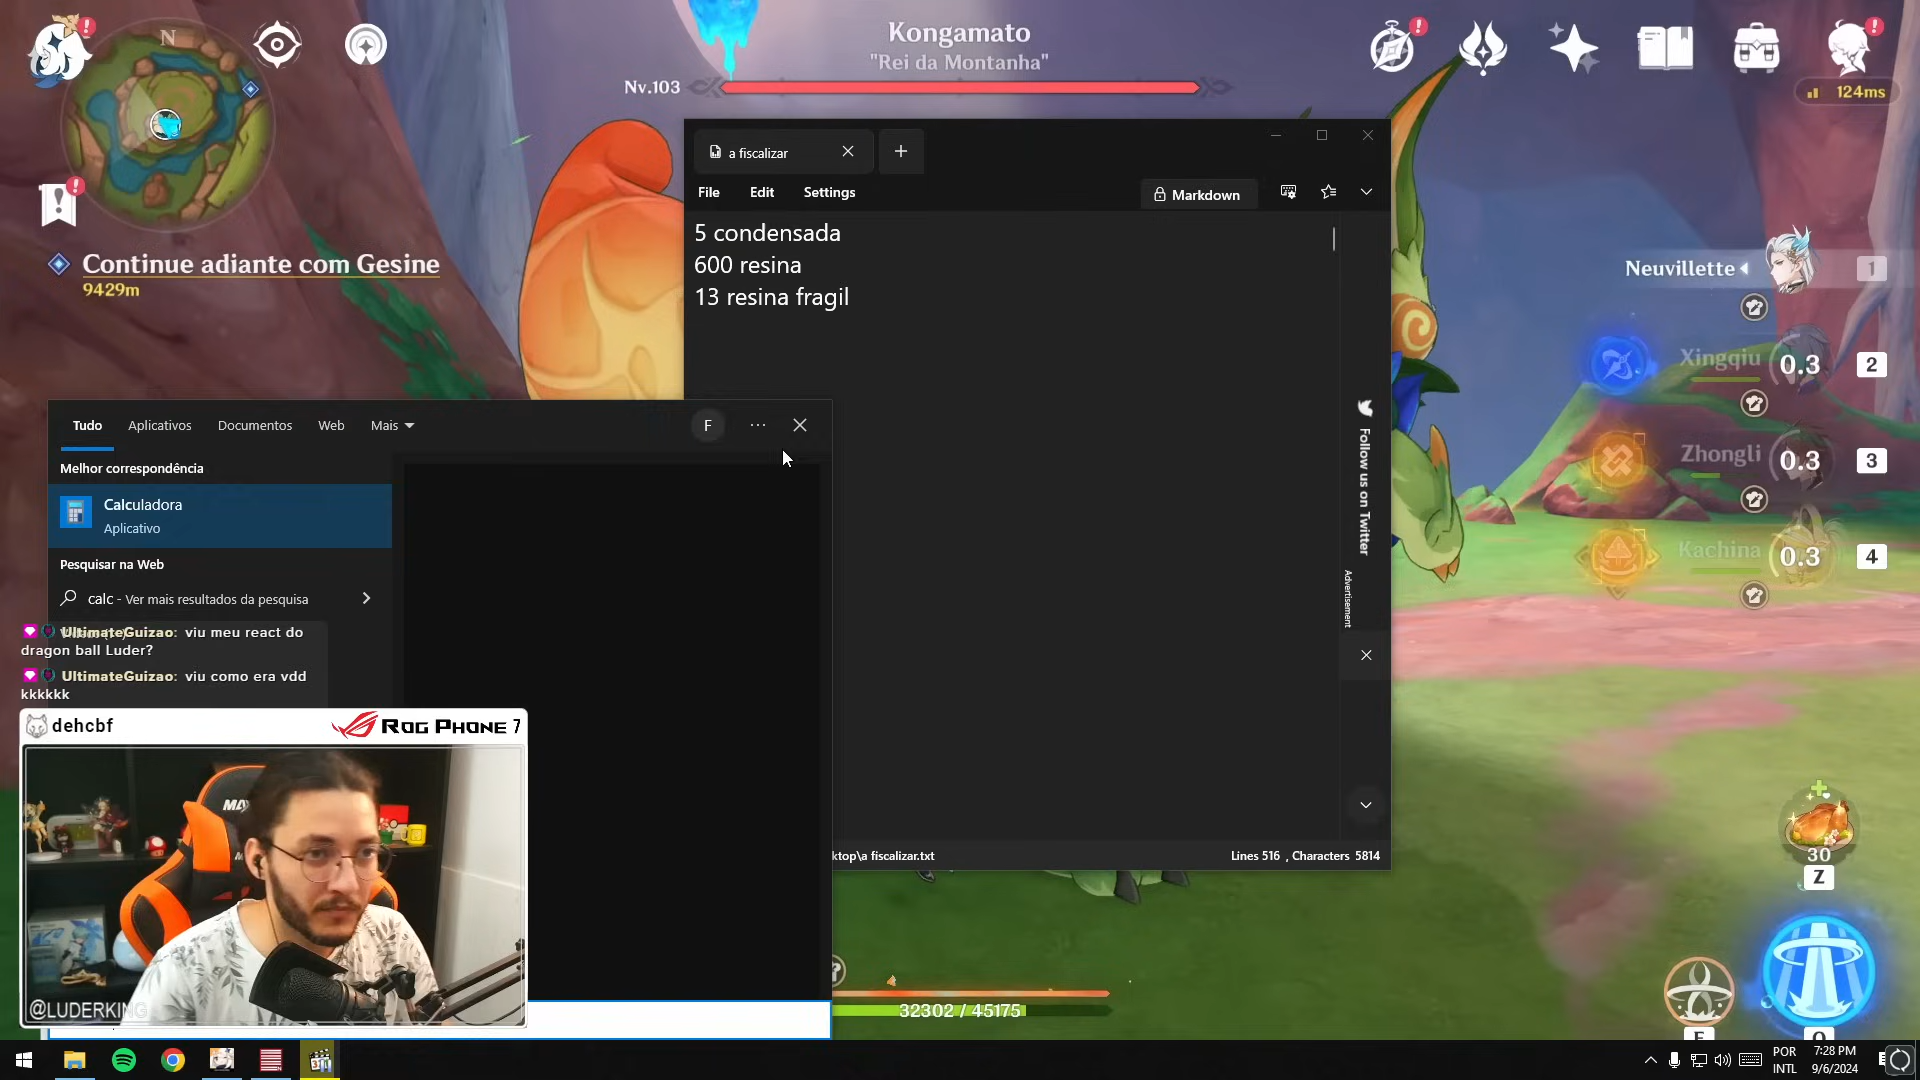 N
Kongamato
"Rei da Montanha"
Nv.103
124ms
Continue adiante com Gesine
9429m
a fiscalizar
File Edit Settings
Markdown
5 condensada
600 resina
13 resina fragil
Follow us on Twitter
Advertisement
ktop\a fiscalizar.txt
Lines 516 , Characters 5814
Neuvillette 1
Xingqiu 0.3 2
Zhongli 0.3 3
Kachina 0.3 4
30
Z
E
Q
32302 / 45175
Tudo Aplicativos Documentos Web Mais
F
Melhor correspondência
Calculadora
Aplicativo
Pesquisar na Web
calc - Ver mais resultados da pesquisa
UltimateGuizao: viu meu react do
dragon ball Luder?
UltimateGuizao: viu como era vdd
kkkkkk
dehcbf
ROG PHONE 7
@LUDERKING
POR
INTL
7:28 PM
9/6/2024